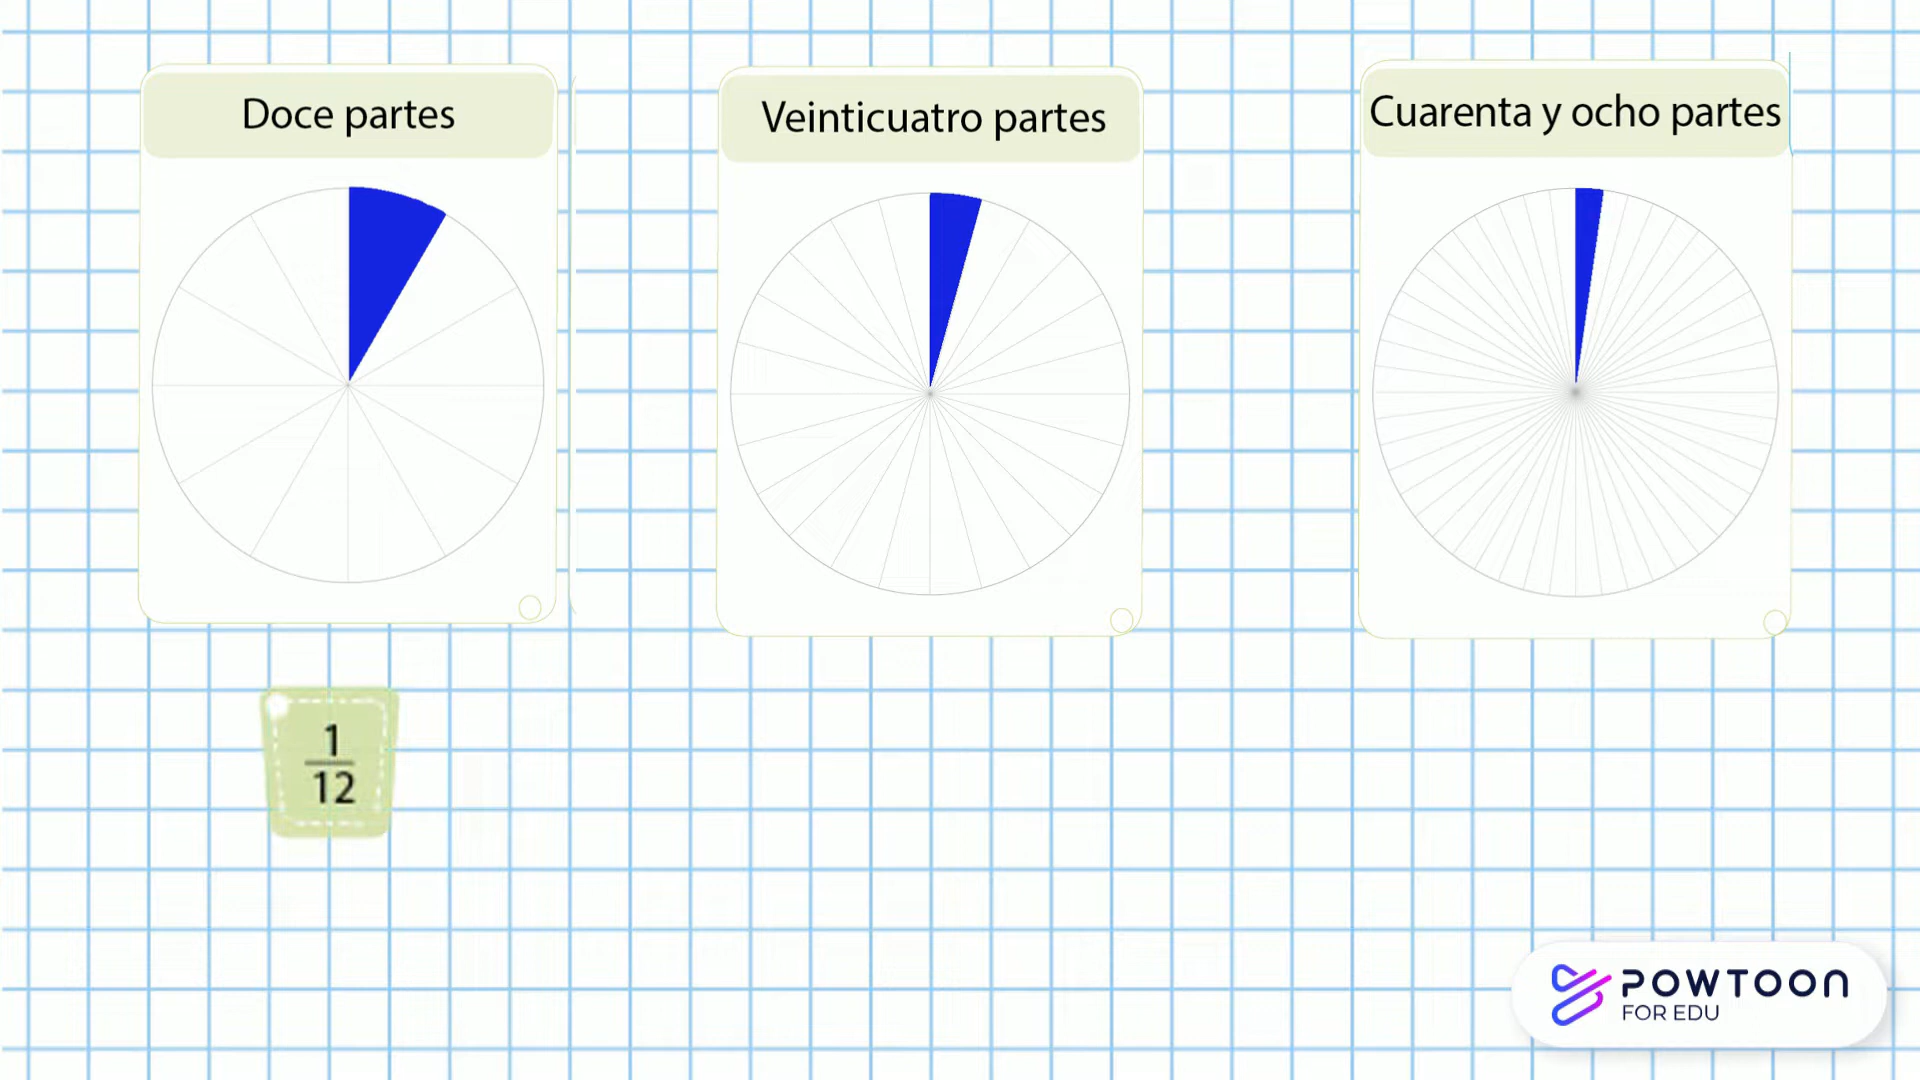 Doce partes
Veinticuatro partes
Cuarenta y ocho partes
1
12
POWTOON
FOR EDU